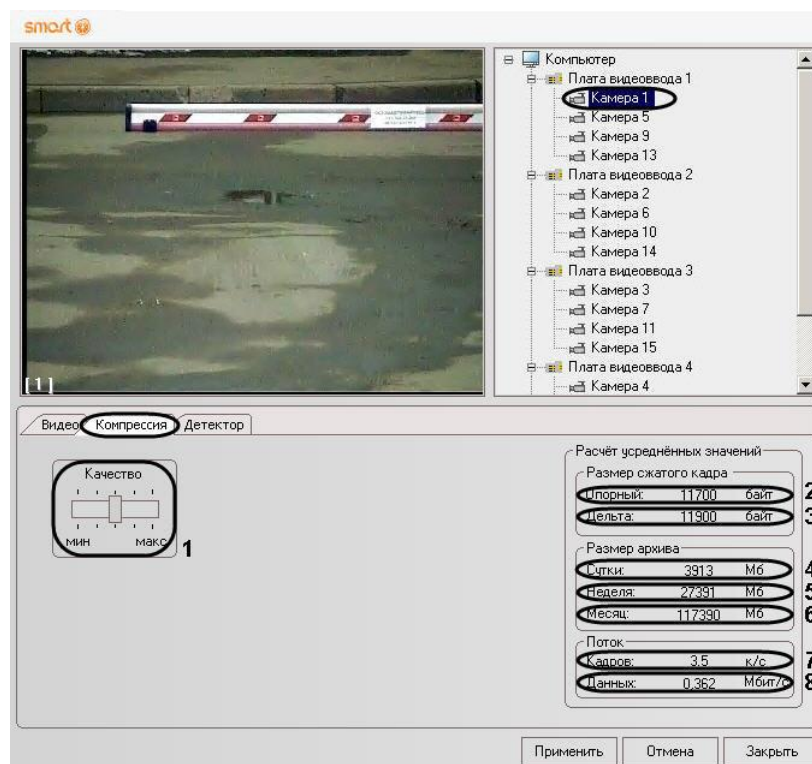 smart
Компьютер
Плата видеоввода 1
Камера 1
Камера 5
Камера 9
Камера 13
Плата видеоввода 2
Камера 2
Камера 6
Камера 10
Камера 14
Плата видеоввода 3
Камера 3
Камера 7
Камера 11
Камера 15
Плата видеоввода 4
Камера 4
[1]
Видео Компрессия Детектор
Качество
мин макс
1
Расчёт усреднённых значений
Размер сжатого кадра
Опорный: 11700 байт 2
Дельта: 11900 байт 3
Размер архива
Сутки: 3913 Мб 4
Неделя: 27391 Мб 5
Месяц: 117390 Мб 6
Поток
Кадров: 3.5 к/с 7
Данных: 0.362 Мбит/с 8
Применить Отмена Закрыть